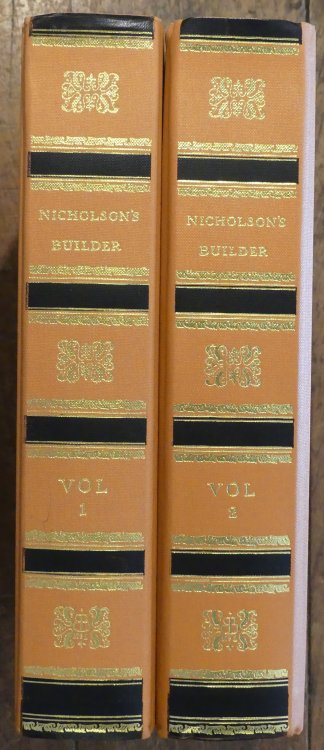 NICHOLSON'S
BUILDER
VOL
1
NICHOLSON'S
BUILDER
VOL
2